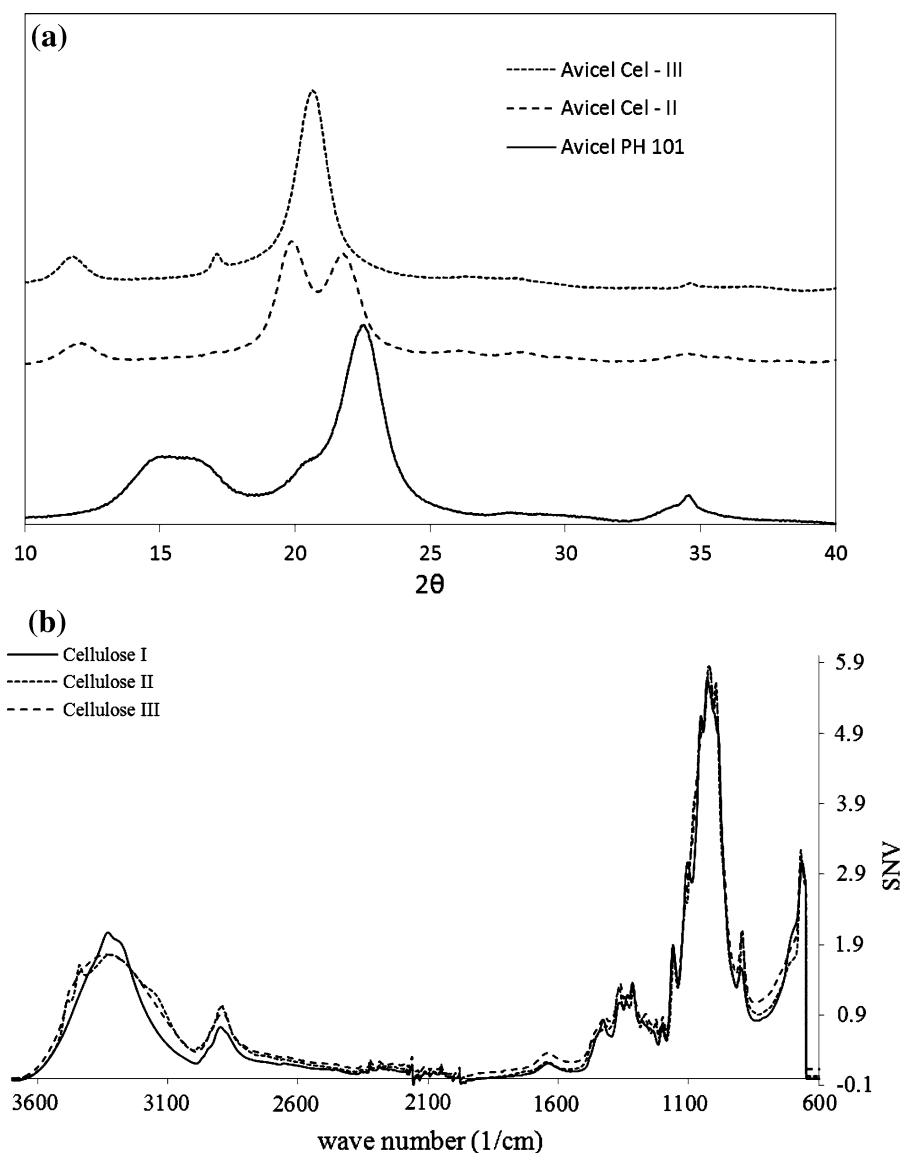 (a)
Avicel Cel - III
Avicel Cel - II
Avicel PH 101
10 15 20 25 30 35 40
2θ
(b)
Cellulose I
Cellulose II
Cellulose III
5.9
4.9
3.9
2.9
1.9
0.9
-0.1
SNV
3600 3100 2600 2100 1600 1100 600
wave number (1/cm)